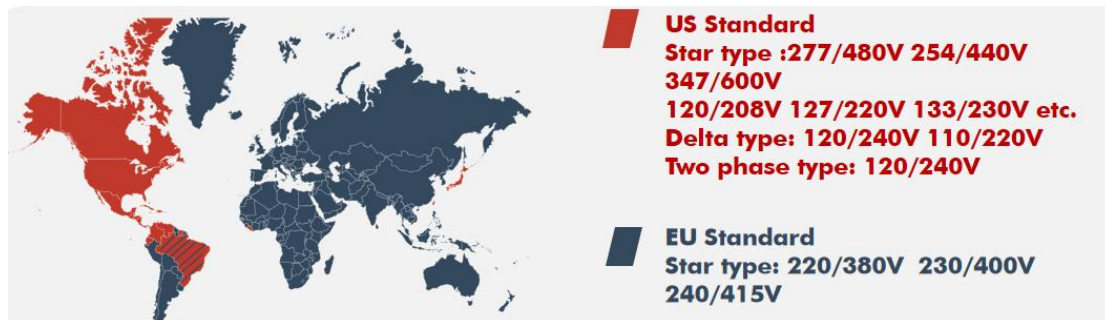 US Standard
Star type :277/480V 254/440V
347/600V
120/208V 127/220V 133/230V etc.
Delta type: 120/240V 110/220V
Two phase type: 120/240V
EU Standard
Star type: 220/380V 230/400V
240/415V